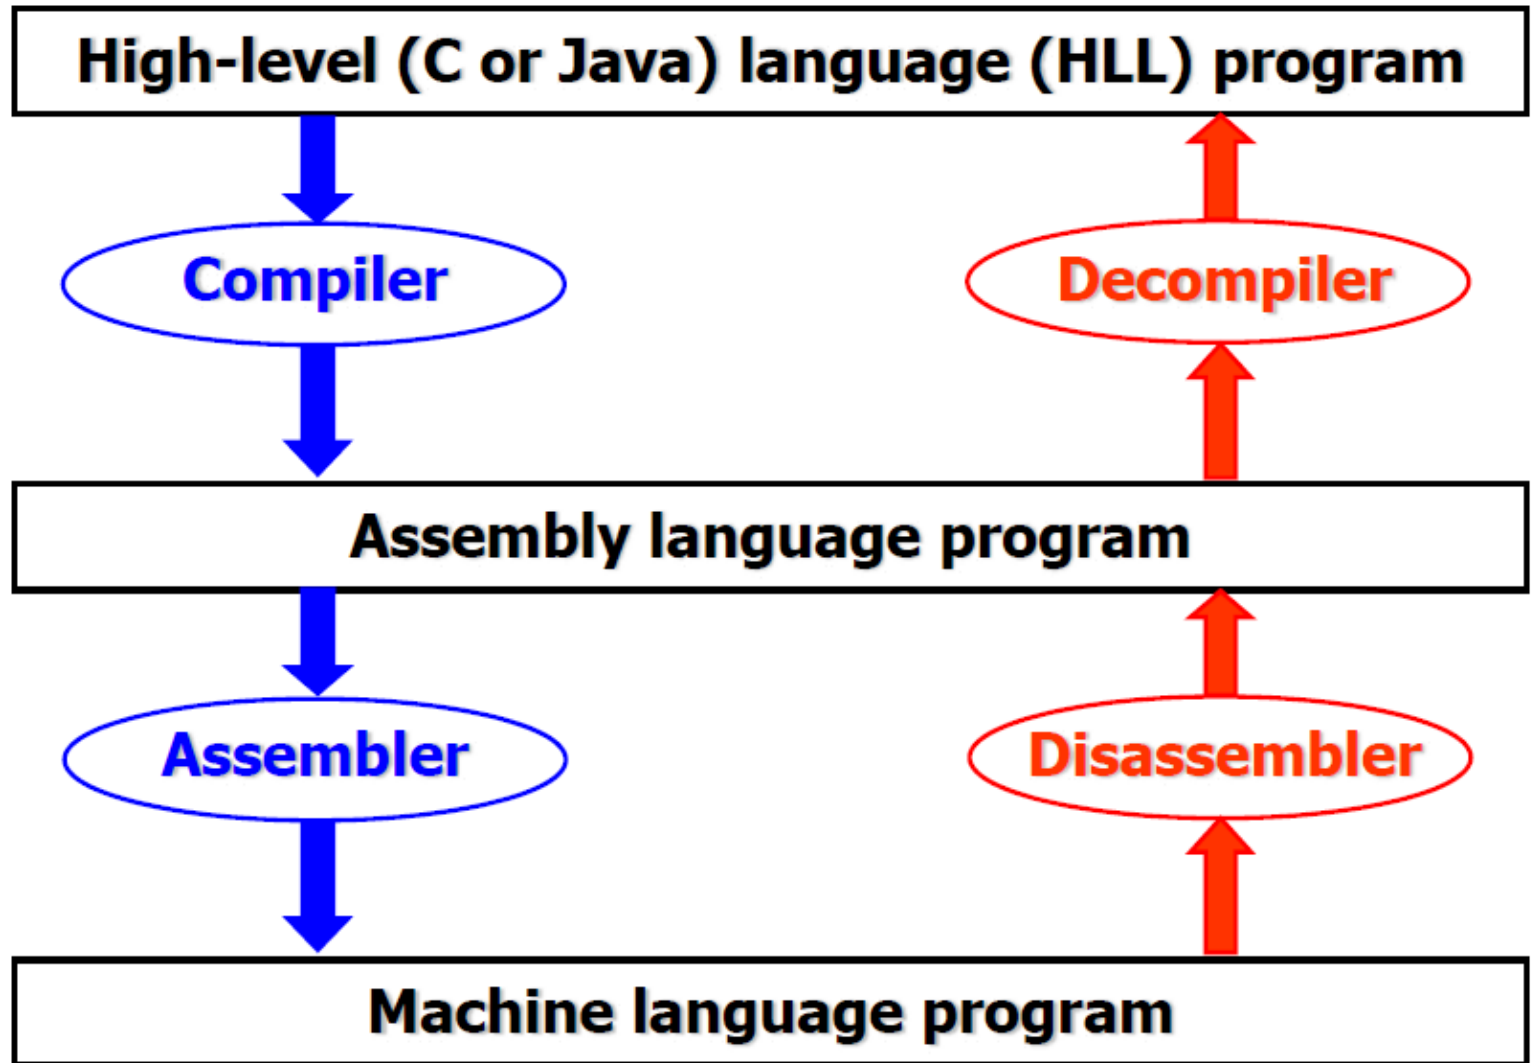 High-level (C or Java) language (HLL) program
Compiler
Decompiler
Assembly language program
Assembler
Disassembler
Machine language program